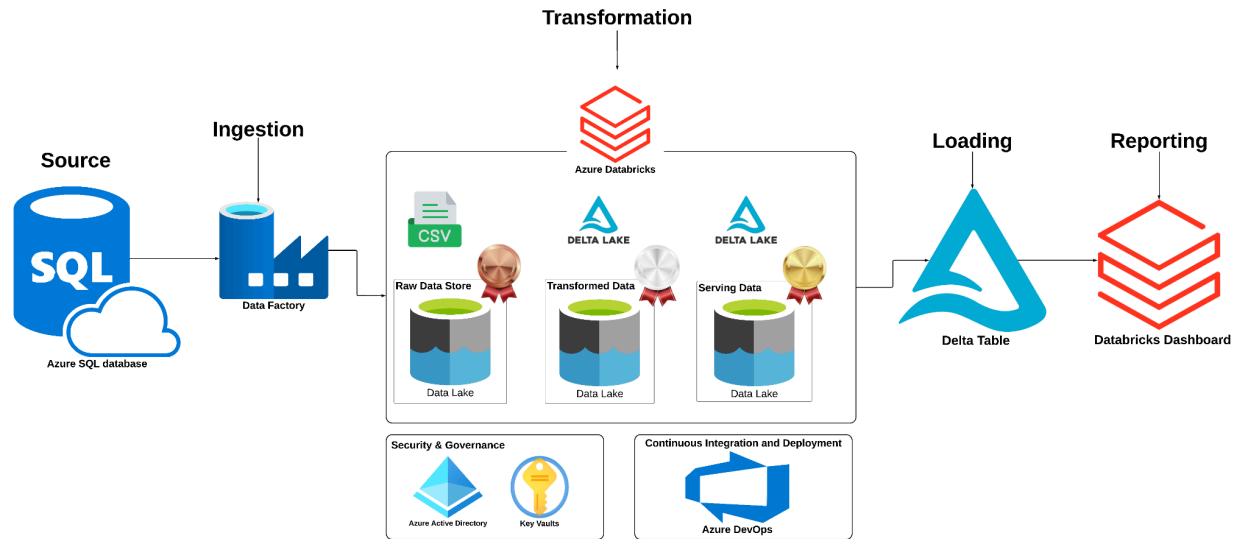 Transformation
Azure Databricks
Ingestion
Source
SQL
Azure SQL database
Data Factory
CSV
DELTA LAKE
DELTA LAKE
Raw Data Store
Data Lake
Transformed Data
Data Lake
Serving Data
Data Lake
Loading
Delta Table
Reporting
Databricks Dashboard
Security & Governance
Azure Active Directory
Key Vaults
Continuous Integration and Deployment
Azure DevOps